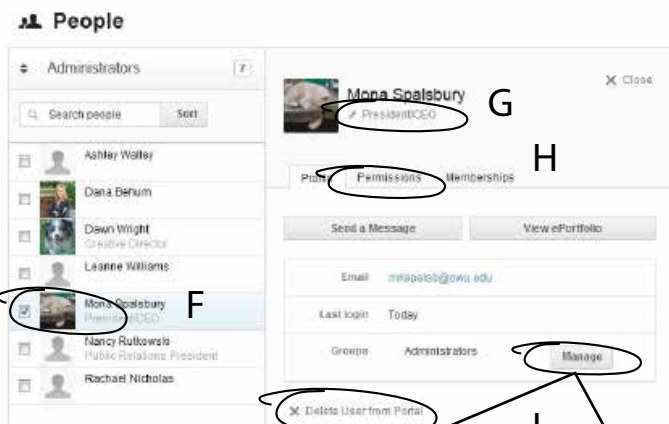 People
Administrators 7
Search people Sort
Ashley Walley
Dana Behum
Dawn Wright
Creative Director
Leanne Williams
Mona Spalsbury
President/CEO
F
Nancy Rutkowski
Public Relations President
Rachael Nicholas
Close
Mona Spalsbury
President/CEO
G
H
Profile Permissions Memberships
Send a Message View ePortfolio
Email
Last login Today
Groups Administrators Manage
Delete User from Portal